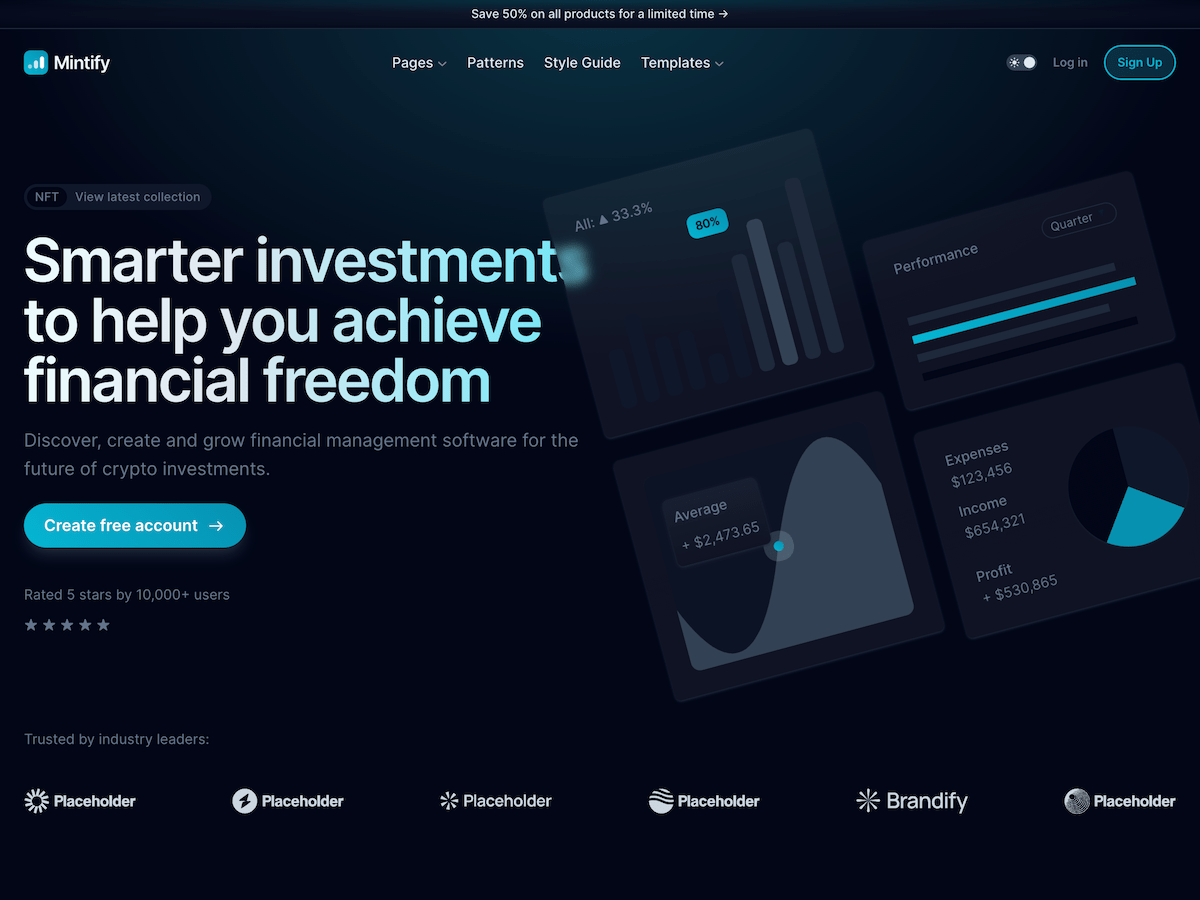 Save 50% on all products for a limited time →
Mintify
Pages
Patterns
Style Guide
Templates
Log in
Sign Up
NFT View latest collection
Smarter investments
to help you achieve
financial freedom
Discover, create and grow financial management software for the
future of crypto investments.
Create free account →
Rated 5 stars by 10,000+ users
All: ▲ 33.3%
80%
Performance
Quarter
Average
+ $2,473.65
Expenses
$123,456
Income
$654,321
Profit
+ $530,865
Trusted by industry leaders:
Placeholder
Placeholder
Placeholder
Placeholder
Brandify
Placeholder